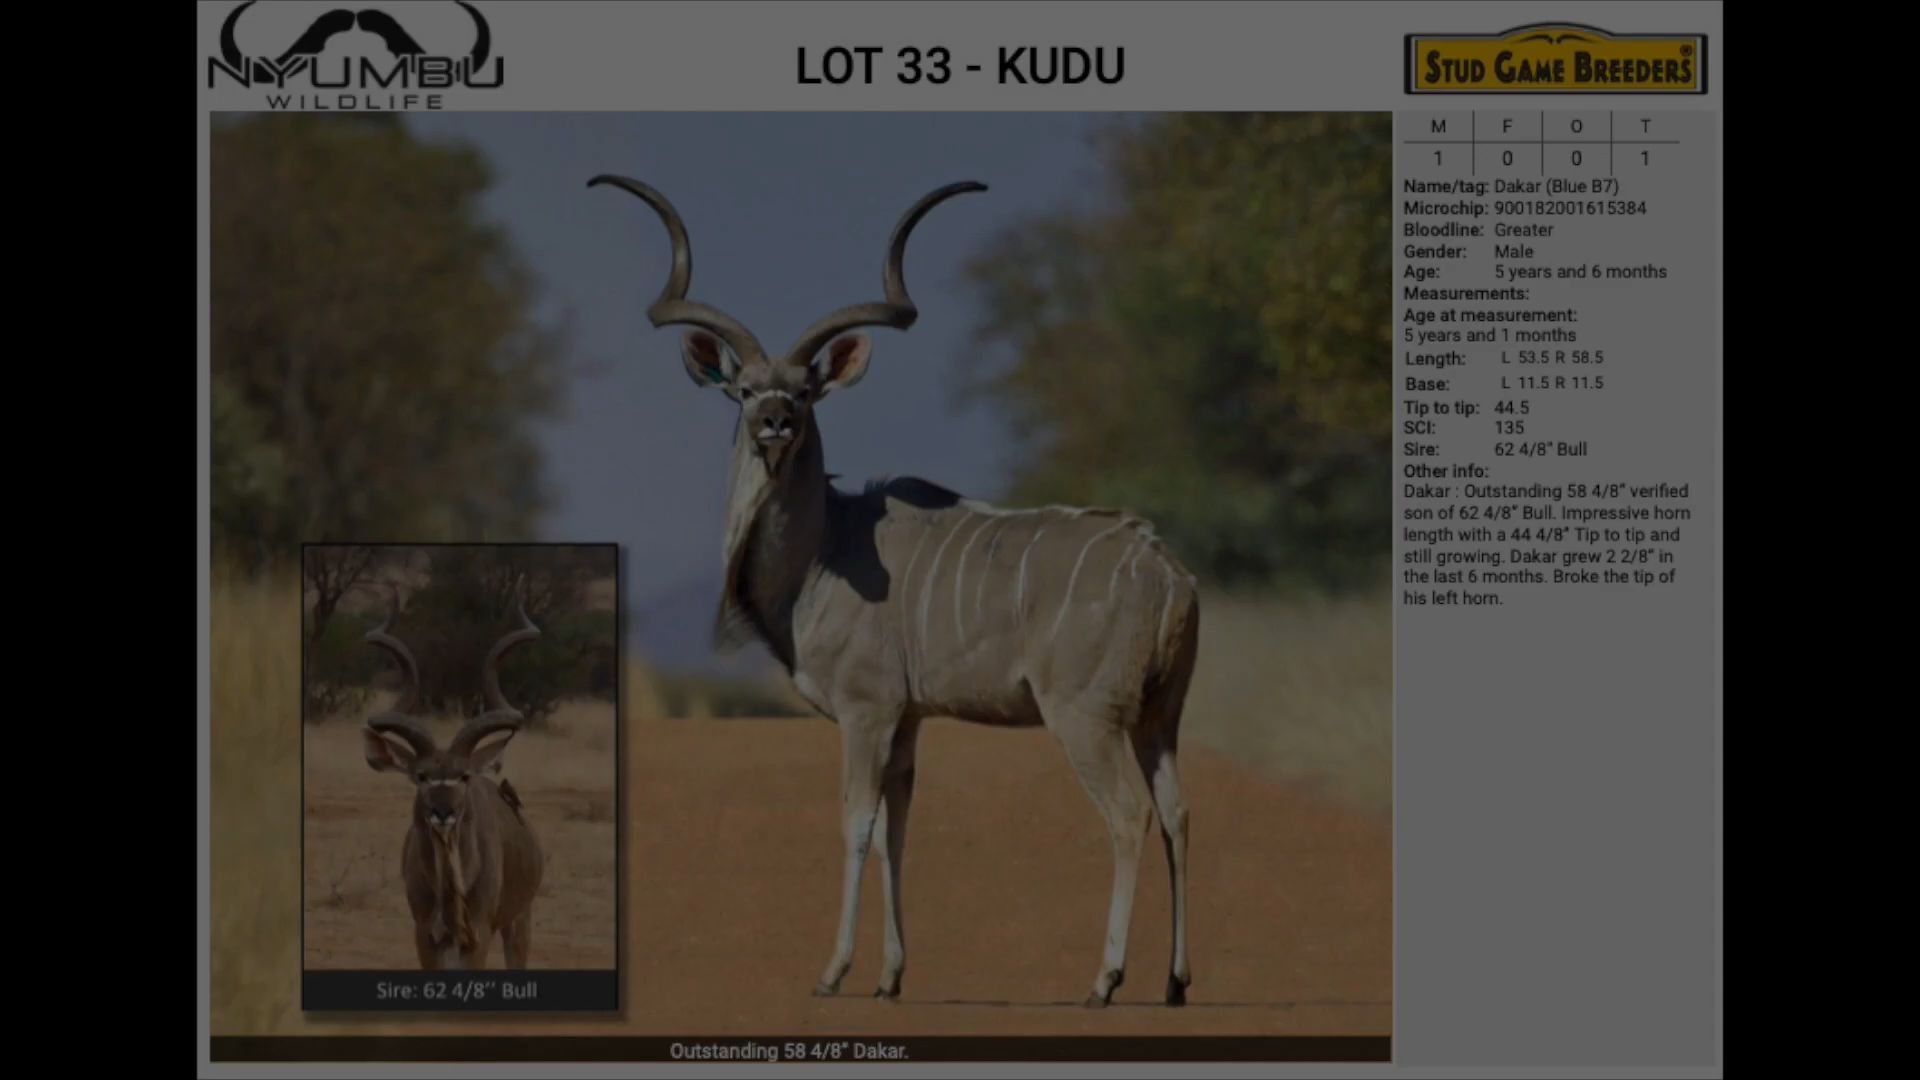 NYUMBU
WILDLIFE
LOT 33 - KUDU
STUD GAME BREEDERS®
M F O T
1 0 0 1
Name/tag: Dakar (Blue B7)
Microchip: 900182001615384
Bloodline: Greater
Gender: Male
Age: 5 years and 6 months
Measurements:
Age at measurement:
5 years and 1 months
Length: L 53.5 R 58.5
Base: L 11.5 R 11.5
Tip to tip: 44.5
SCI: 135
Sire: 62 4/8" Bull
Other info:
Dakar : Outstanding 58 4/8” verified
son of 62 4/8” Bull. Impressive horn
length with a 44 4/8” Tip to tip and
still growing. Dakar grew 2 2/8” in
the last 6 months. Broke the tip of
his left horn.
Sire: 62 4/8’’ Bull
Outstanding 58 4/8” Dakar.